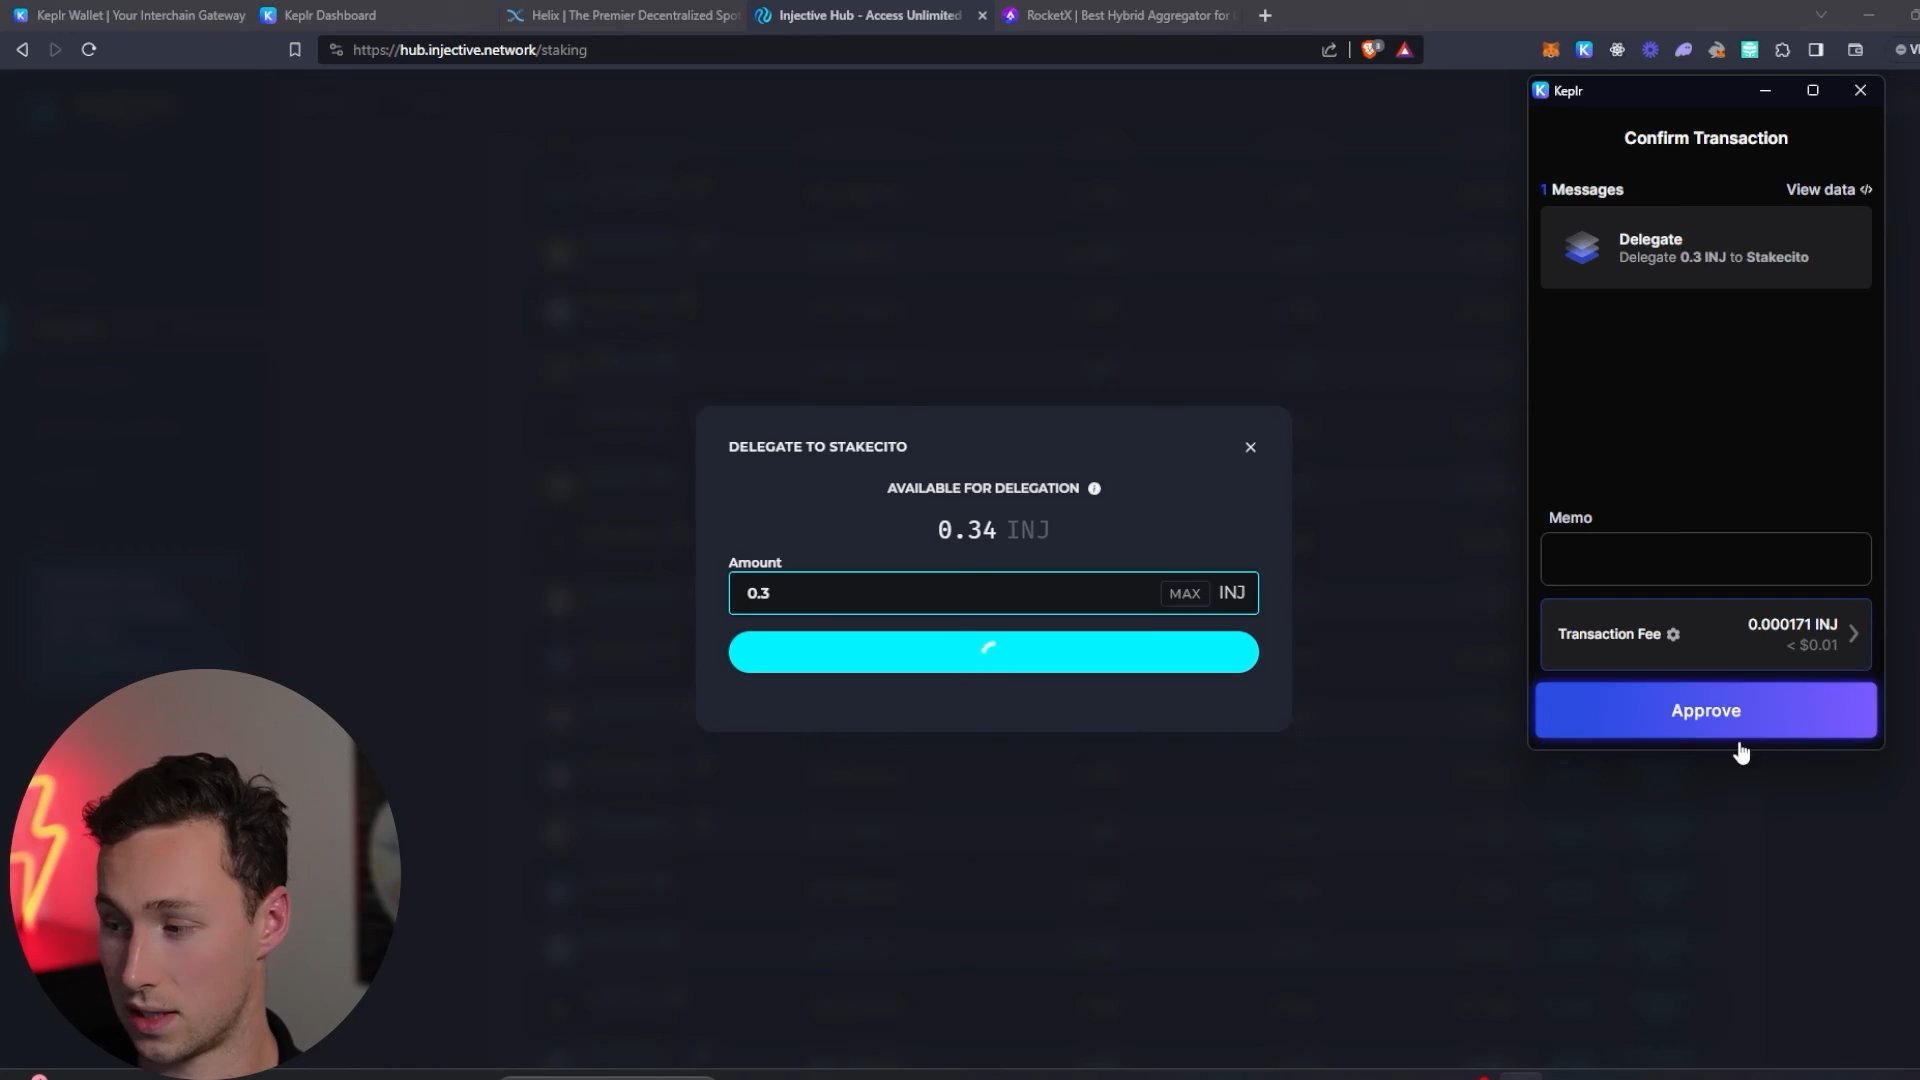 Keplr Wallet | Your Interchain Gateway
Keplr Dashboard
Helix | The Premier Decentralized Spot
Injective Hub - Access Unlimited
RocketX | Best Hybrid Aggregator for
https://hub.injective.network/staking
3
Keplr
Confirm Transaction
1 Messages
View data </>
Delegate
Delegate 0.3 INJ to Stakecito
DELEGATE TO STAKECITO
AVAILABLE FOR DELEGATION
0.34 INJ
Amount
0.3
MAX
INJ
Memo
Transaction Fee
0.000171 INJ
< $0.01
Approve